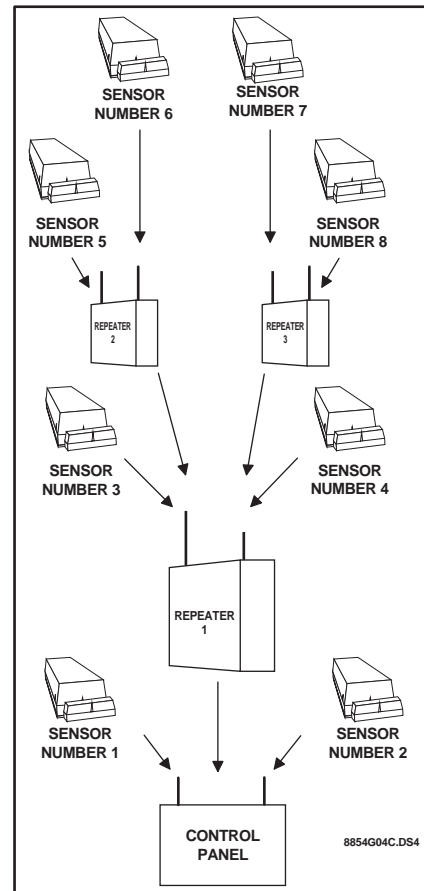 SENSOR
NUMBER 6
SENSOR
NUMBER 7
SENSOR
NUMBER 5
SENSOR
NUMBER 8
REPEATER
2
REPEATER
3
SENSOR
NUMBER 3
SENSOR
NUMBER 4
REPEATER
1
SENSOR
NUMBER 1
SENSOR
NUMBER 2
CONTROL
PANEL
8854G04C.DS4